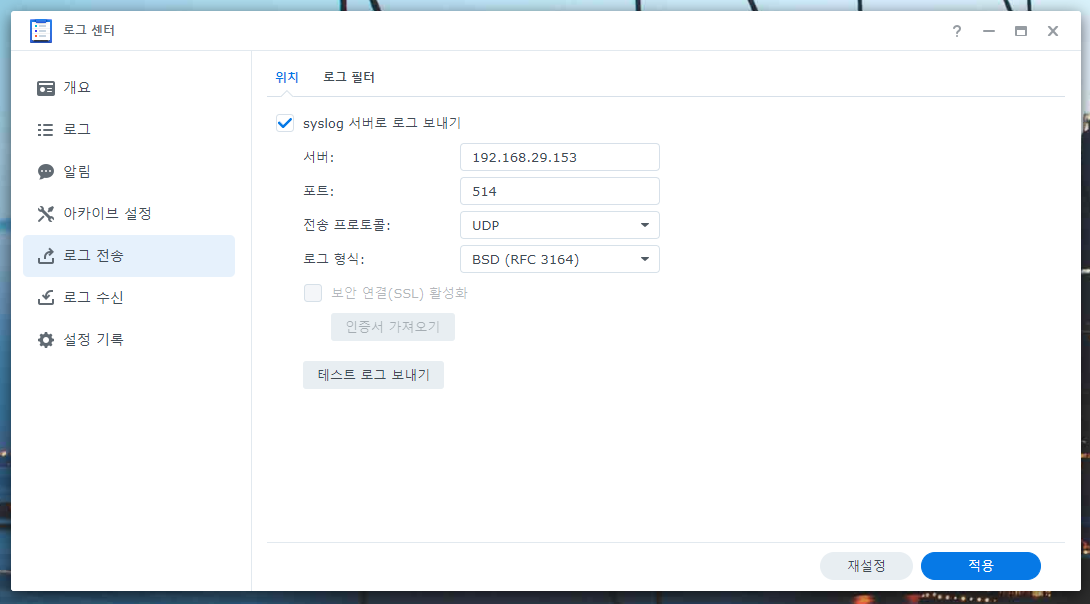 로그 센터
개요
로그
알림
아카이브 설정
로그 전송
로그 수신
설정 기록
위치 로그 필터
syslog 서버로 로그 보내기
서버: 192.168.29.153
포트: 514
전송 프로토콜: UDP
로그 형식: BSD (RFC 3164)
보안 연결(SSL) 활성화
인증서 가져오기
테스트 로그 보내기
재설정 적용